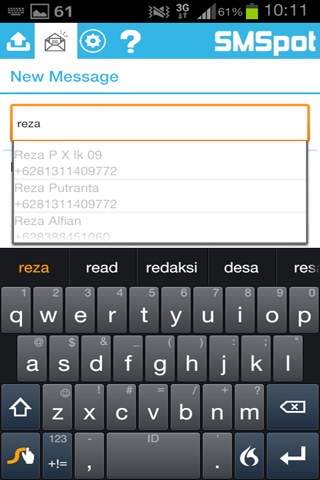 61
3G
61%
10:11
SMSpot
New Message
reza
Reza P X Ik 09
+6281311409772
Reza Putranta
+6281311409772
Reza Alfian
+628388451060
reza read redaksi desa resa
1 2 3 4 5 6 7 8 9 0
q w e r t y u i o p
@ $ & _ ( ) : ; "
a s d f g h j k l
! # = / + ?
z x c v b n m
123
+!=
- ID '
, .